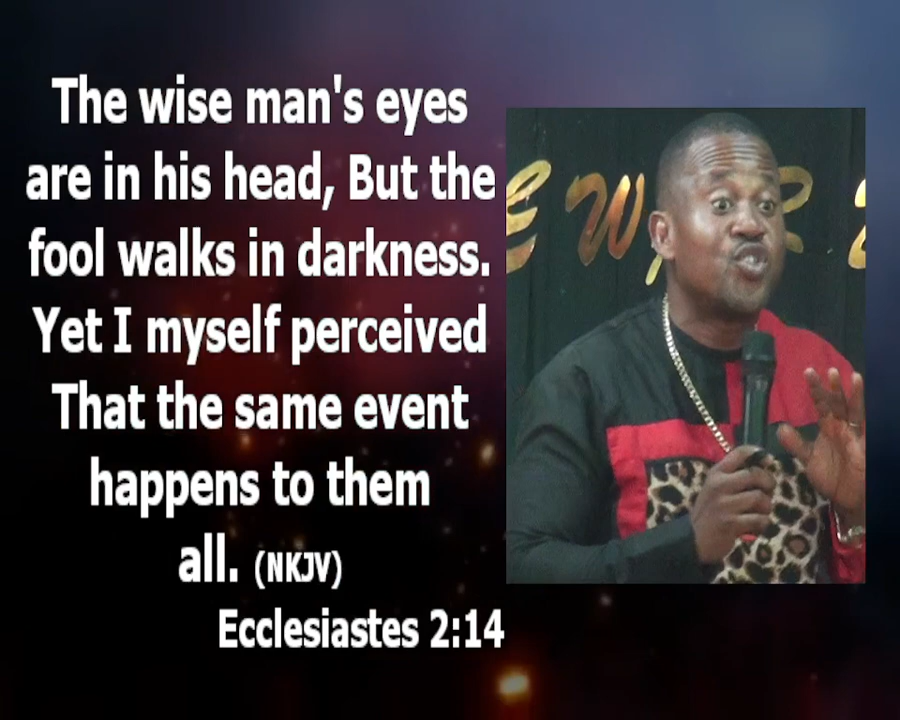 The wise man's eyes
are in his head, But the
fool walks in darkness.
Yet I myself perceived
That the same event
happens to them
all. (NKJV)
Ecclesiastes 2:14